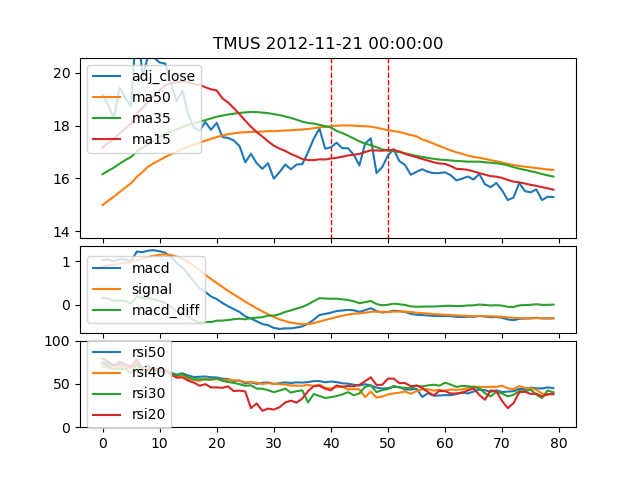 TMUS 2012-11-21 00:00:00
20
18
16
14
adj_close
ma50
ma35
ma15
1
0
macd
signal
macd_diff
100
50
0
rsi50
rsi40
rsi30
rsi20
0 10 20 30 40 50 60 70 80